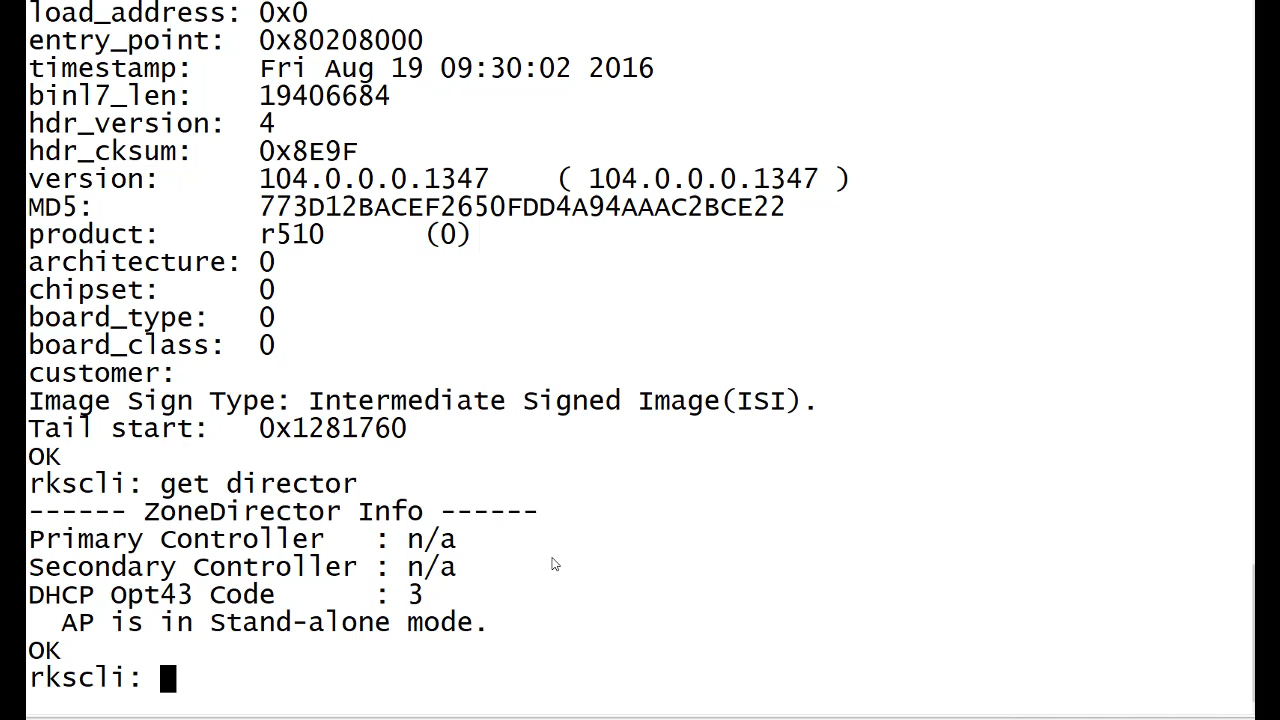 load_address: 0x0
entry_point:  0x80208000
timestamp:    Fri Aug 19 09:30:02 2016
binl7_len:    19406684
hdr_version:  4
hdr_cksum:    0x8E9F
version:      104.0.0.0.1347    ( 104.0.0.0.1347 )
MD5:          773D12BACEF2650FDD4A94AAAC2BCE22
product:      r510      (0)
architecture: 0
chipset:      0
board_type:   0
board_class:  0
customer:
Image Sign Type: Intermediate Signed Image(ISI).
Tail start:   0x1281760
OK
rkscli: get director
------ ZoneDirector Info ------
Primary Controller   : n/a
Secondary Controller : n/a
DHCP Opt43 Code      : 3
  AP is in Stand-alone mode.
OK
rkscli: